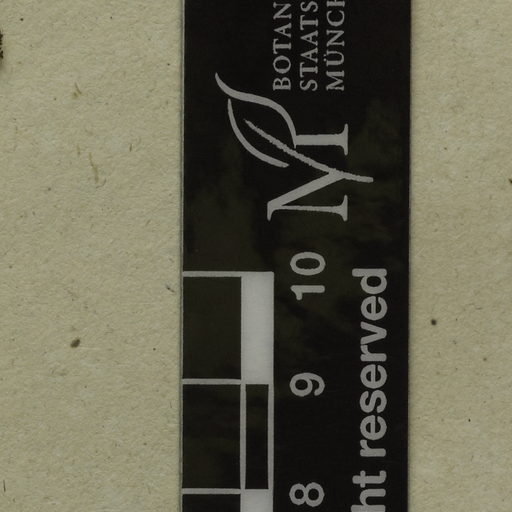 BOTAN
STAATS
MÜNCH
M
10
9
8
ht reserved